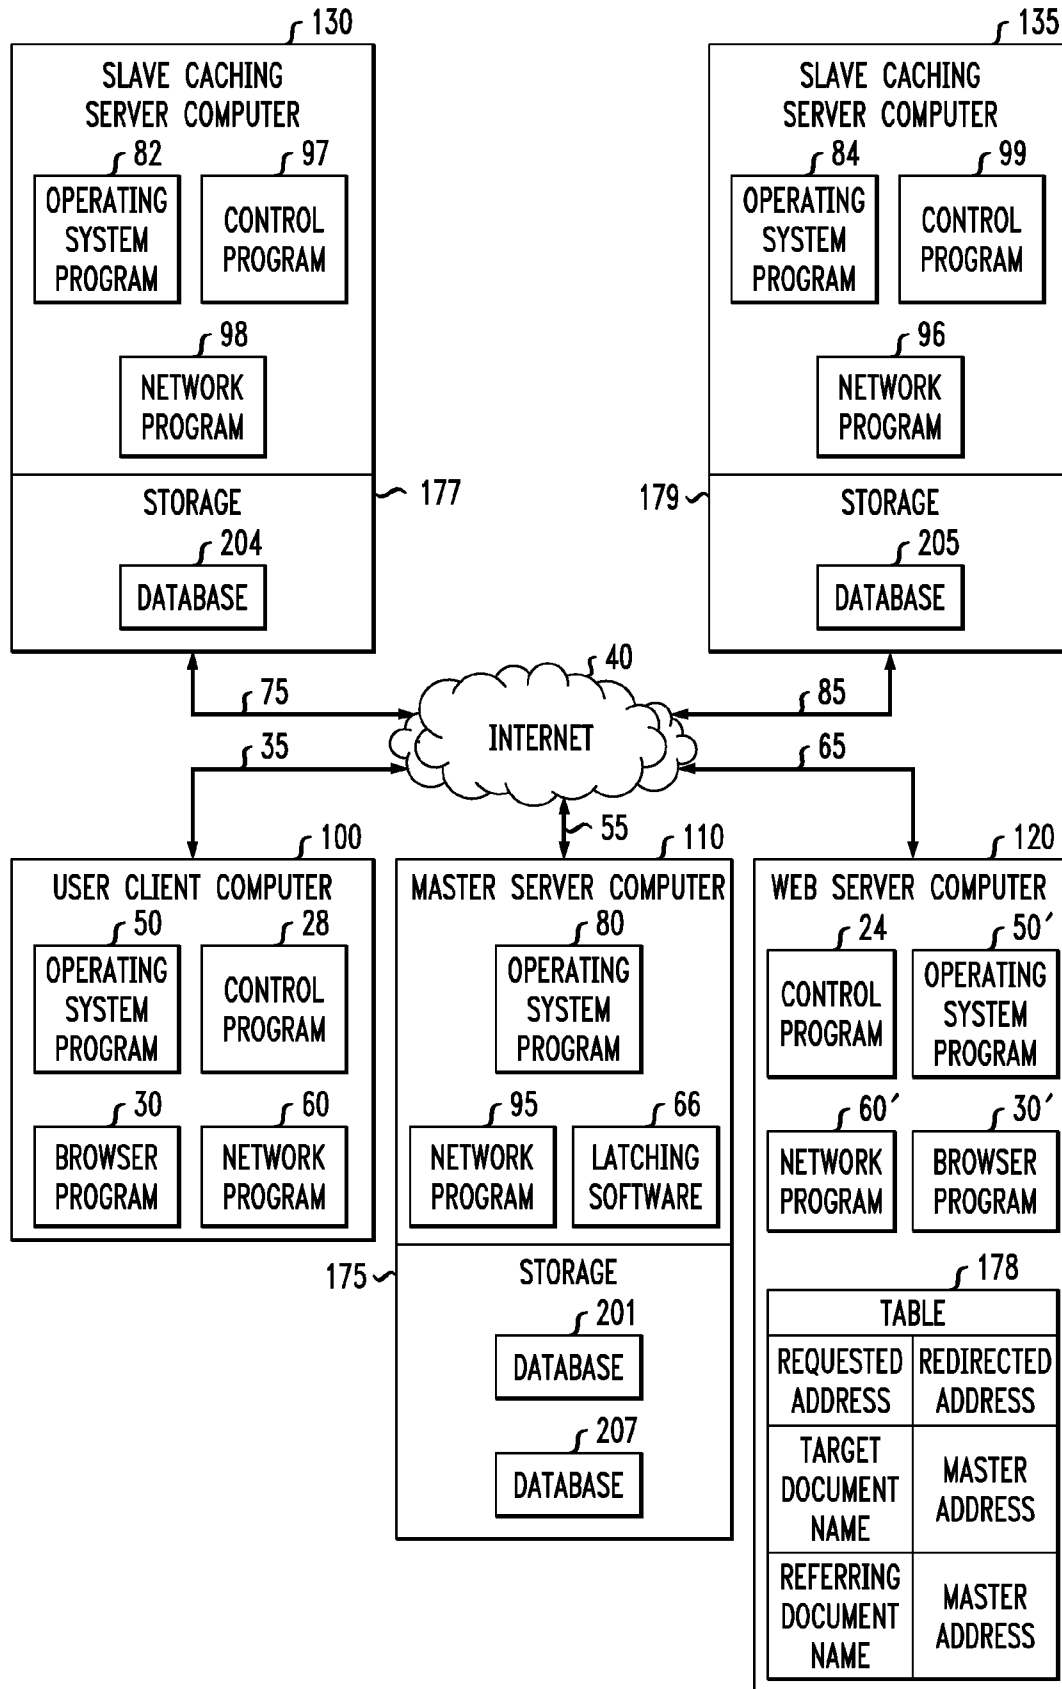 130
SLAVE CACHING
SERVER COMPUTER
82
OPERATING
SYSTEM
PROGRAM
97
CONTROL
PROGRAM
98
NETWORK
PROGRAM
177
STORAGE
204
DATABASE
135
SLAVE CACHING
SERVER COMPUTER
84
OPERATING
SYSTEM
PROGRAM
99
CONTROL
PROGRAM
96
NETWORK
PROGRAM
179
STORAGE
205
DATABASE
40
INTERNET
75
85
35
65
55
100
USER CLIENT COMPUTER
50
OPERATING
SYSTEM
PROGRAM
28
CONTROL
PROGRAM
30
BROWSER
PROGRAM
60
NETWORK
PROGRAM
110
MASTER SERVER COMPUTER
80
OPERATING
SYSTEM
PROGRAM
95
NETWORK
PROGRAM
66
LATCHING
SOFTWARE
175
STORAGE
201
DATABASE
207
DATABASE
120
WEB SERVER COMPUTER
24
CONTROL
PROGRAM
50'
OPERATING
SYSTEM
PROGRAM
60'
NETWORK
PROGRAM
30'
BROWSER
PROGRAM
178
TABLE
REQUESTED
ADDRESS
REDIRECTED
ADDRESS
TARGET
DOCUMENT
NAME
MASTER
ADDRESS
REFERRING
DOCUMENT
NAME
MASTER
ADDRESS